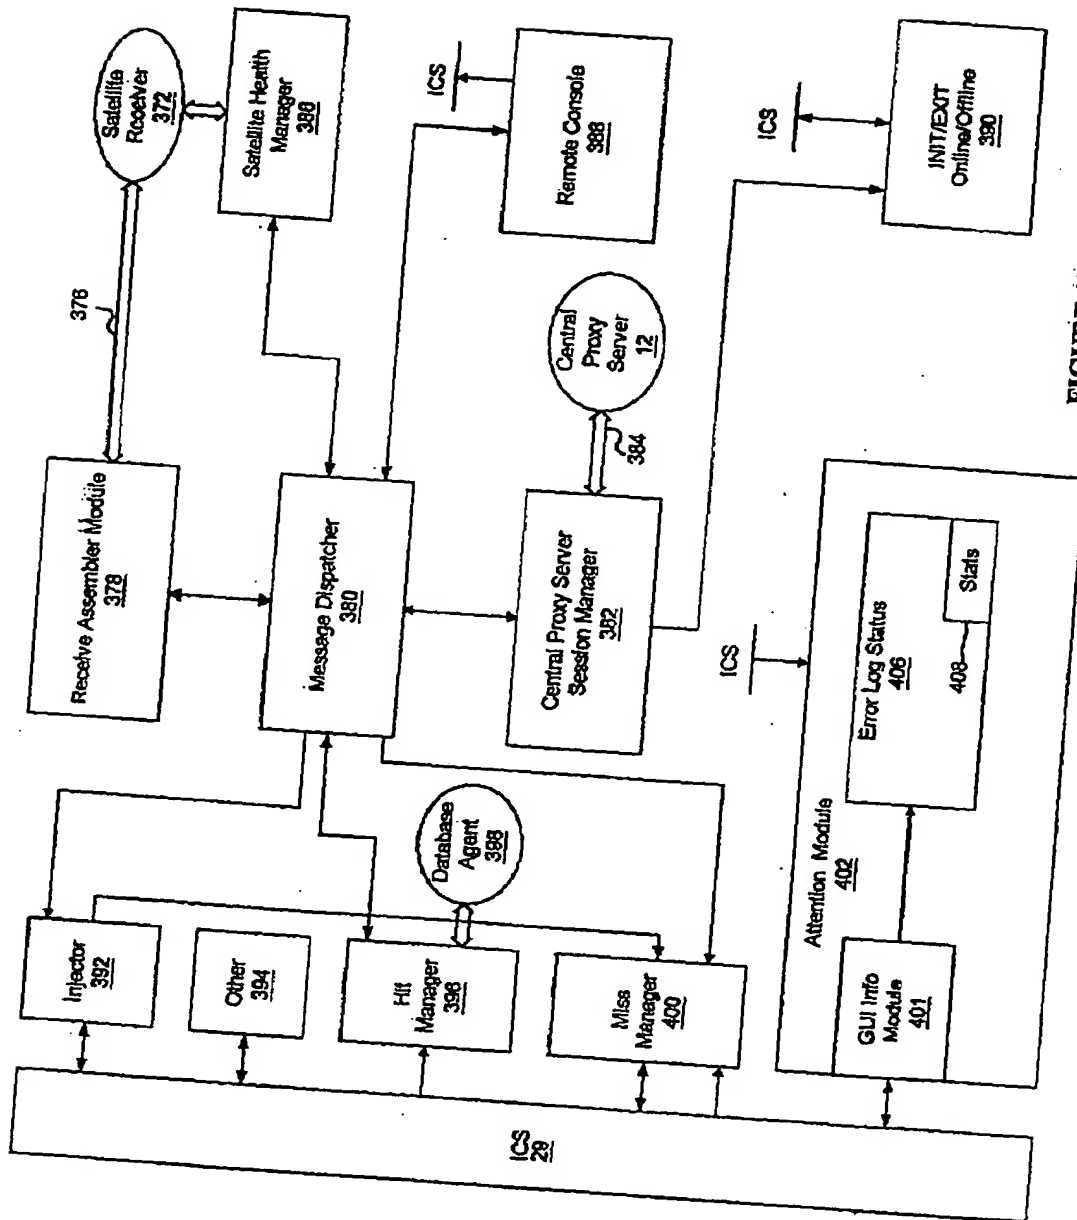 Satellite
Receiver
372
Satellite Health
Manager
388
376
ICS
Remote Console
388
ICS
INIT/EXIT
Online/Offline
390
Receive Assembler Module
378
Message Dispatcher
380
Central
Proxy
Server
12
384
Central Proxy Server
Session Manager
382
Injector
392
Other
394
Hit
Manager
396
Database
Agent
398
Miss
Manager
400
ICS
Attention Module
402
GUI Info
Module
401
Error Log Status
406
408
Stats
ICS
29